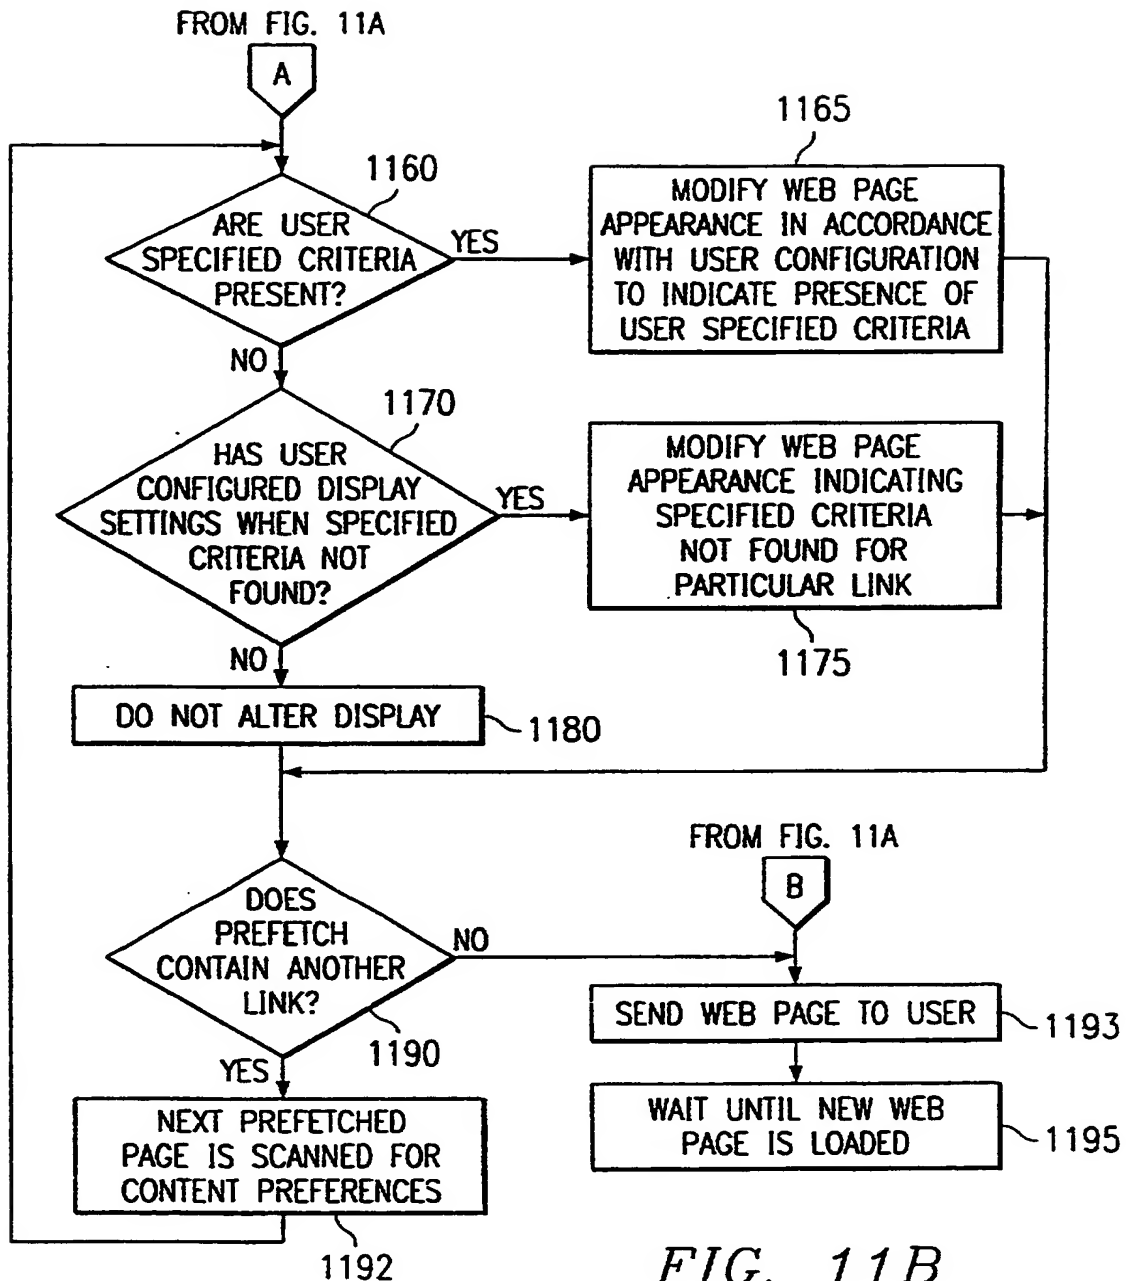 FROM FIG. 11A
A
1160
ARE USER
SPECIFIED CRITERIA
PRESENT?
YES
NO
1165
MODIFY WEB PAGE
APPEARANCE IN ACCORDANCE
WITH USER CONFIGURATION
TO INDICATE PRESENCE OF
USER SPECIFIED CRITERIA
1170
HAS USER
CONFIGURED DISPLAY
SETTINGS WHEN SPECIFIED
CRITERIA NOT
FOUND?
YES
NO
MODIFY WEB PAGE
APPEARANCE INDICATING
SPECIFIED CRITERIA
NOT FOUND FOR
PARTICULAR LINK
1175
DO NOT ALTER DISPLAY
1180
DOES
PREFETCH
CONTAIN ANOTHER
LINK?
NO
1190
YES
FROM FIG. 11A
B
SEND WEB PAGE TO USER
1193
WAIT UNTIL NEW WEB
PAGE IS LOADED
1195
NEXT PREFETCHED
PAGE IS SCANNED FOR
CONTENT PREFERENCES
1192
FIG. 11B